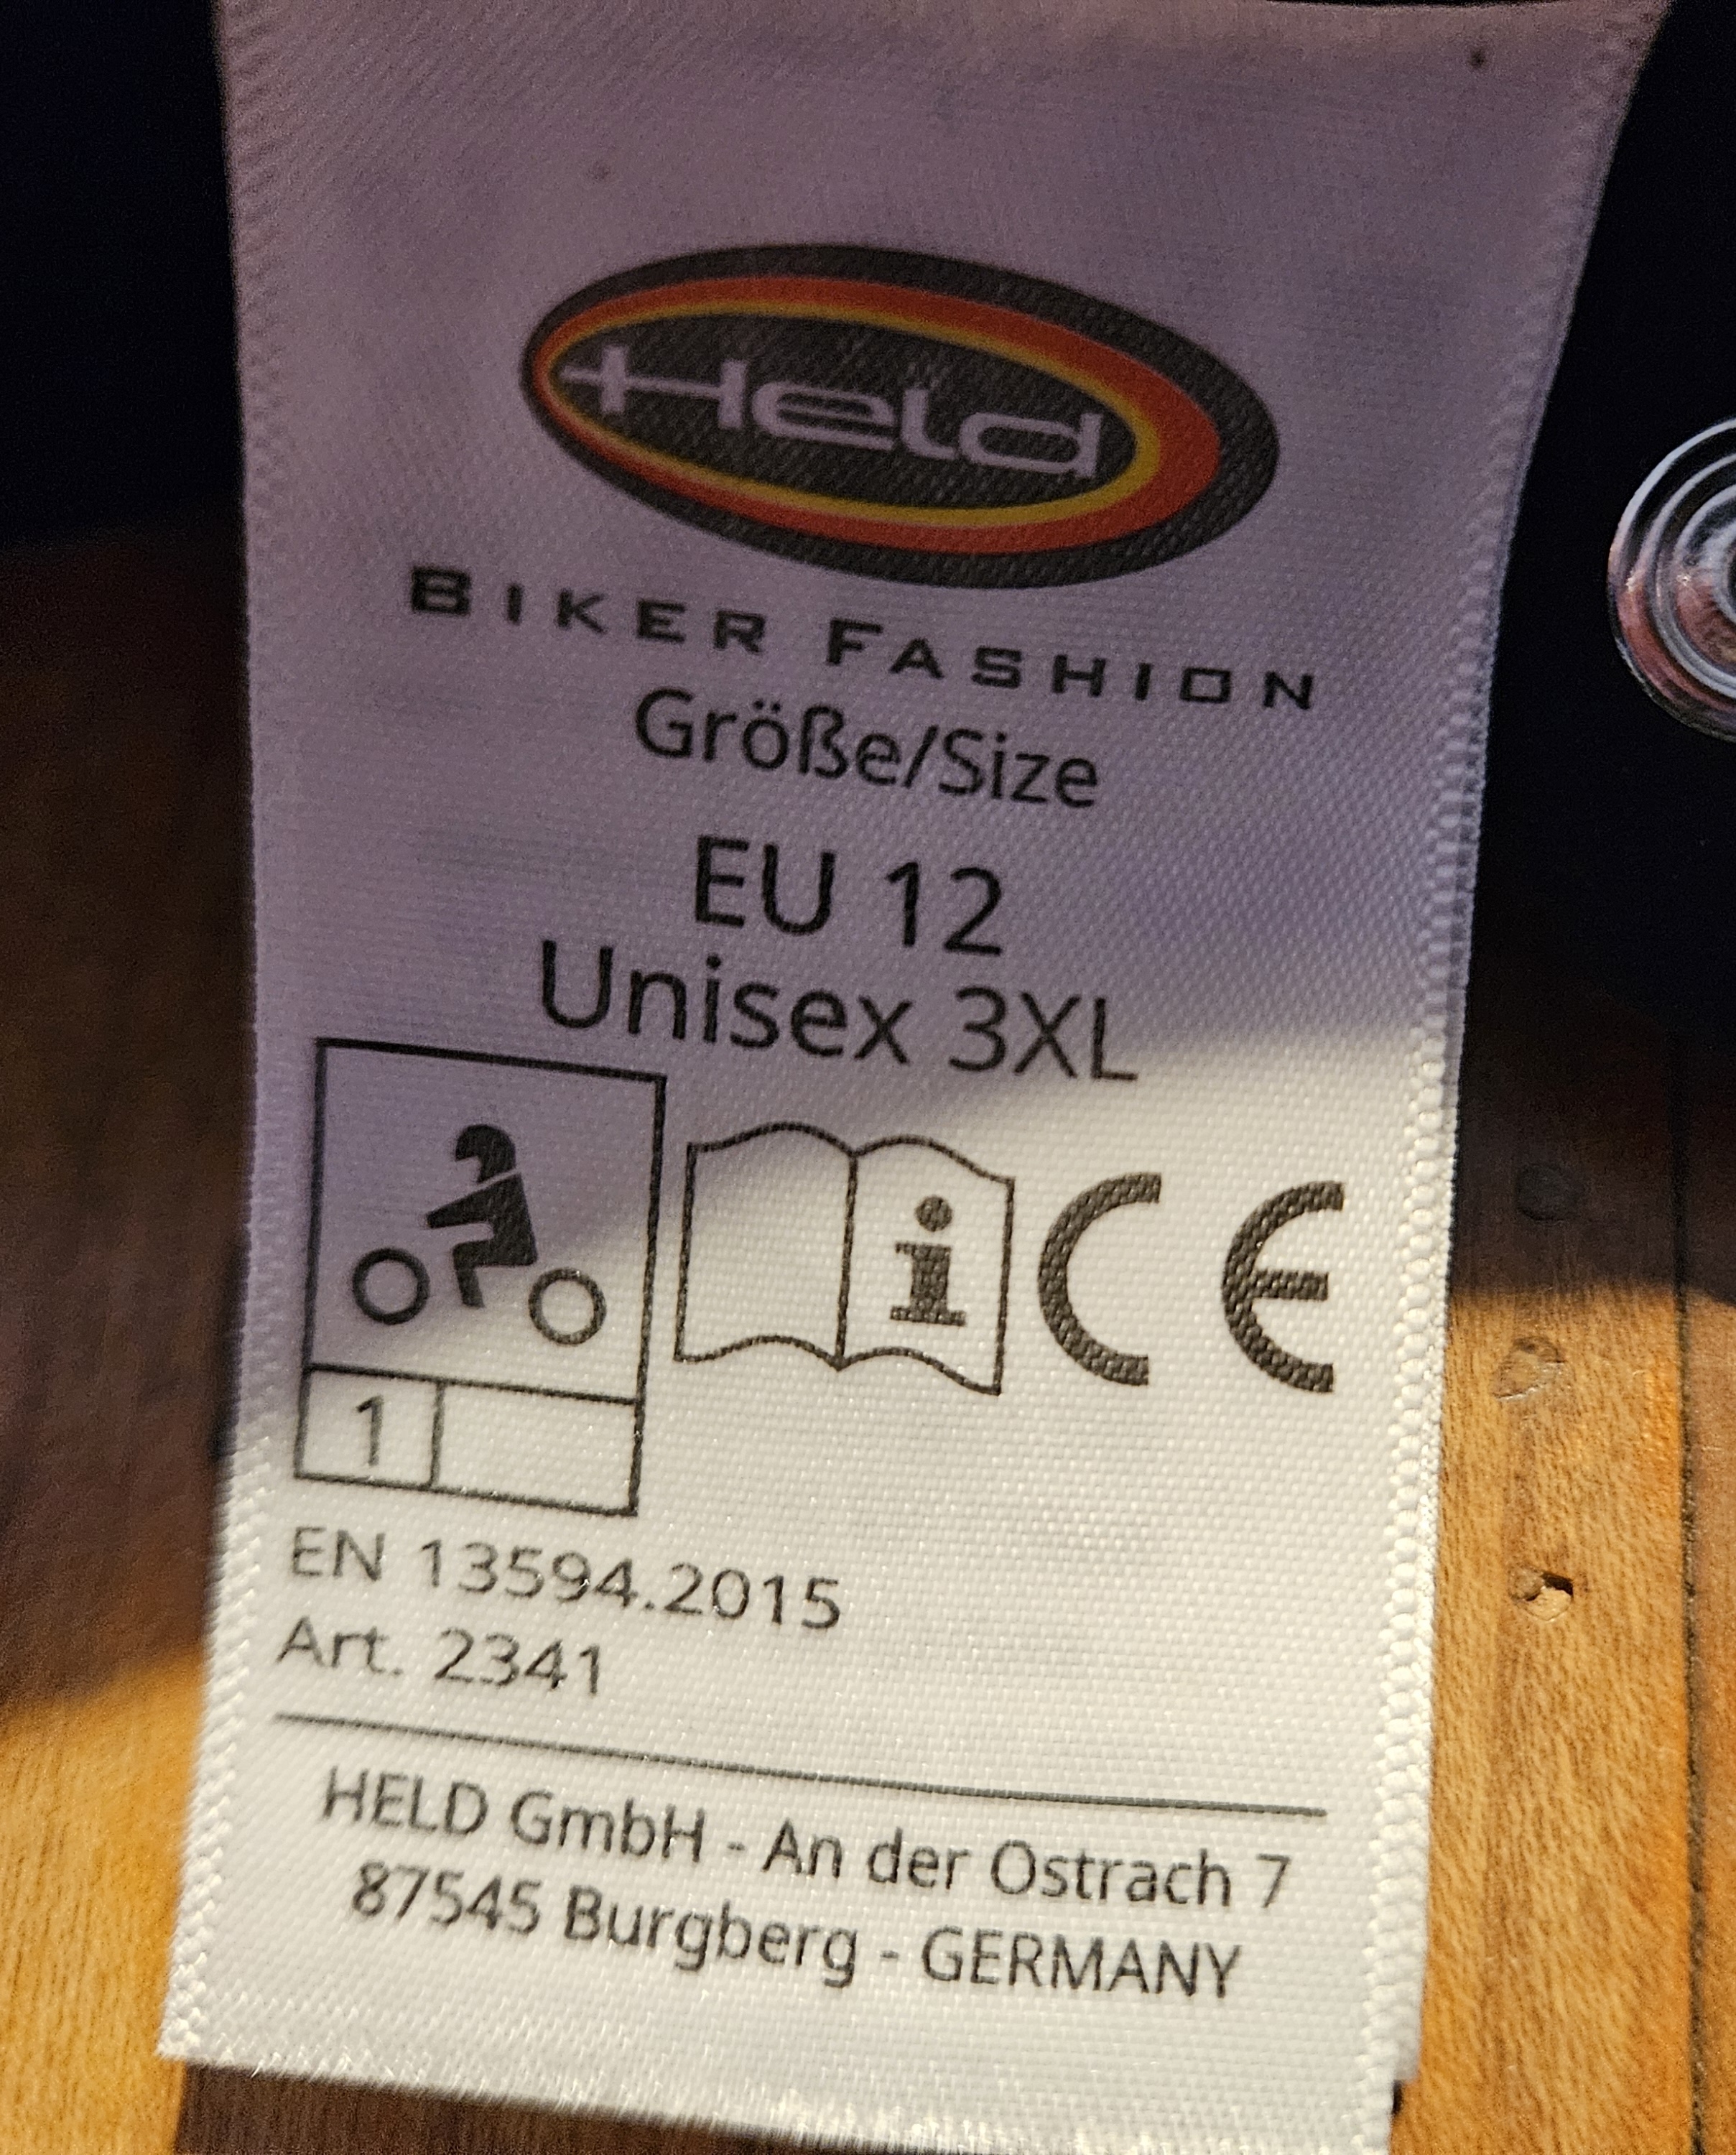 Held
BIKER FASHION
Größe/Size
EU 12
Unisex 3XL
i CE
1
EN 13594.2015
Art. 2341
HELD GmbH - An der Ostrach 7
87545 Burgberg - GERMANY